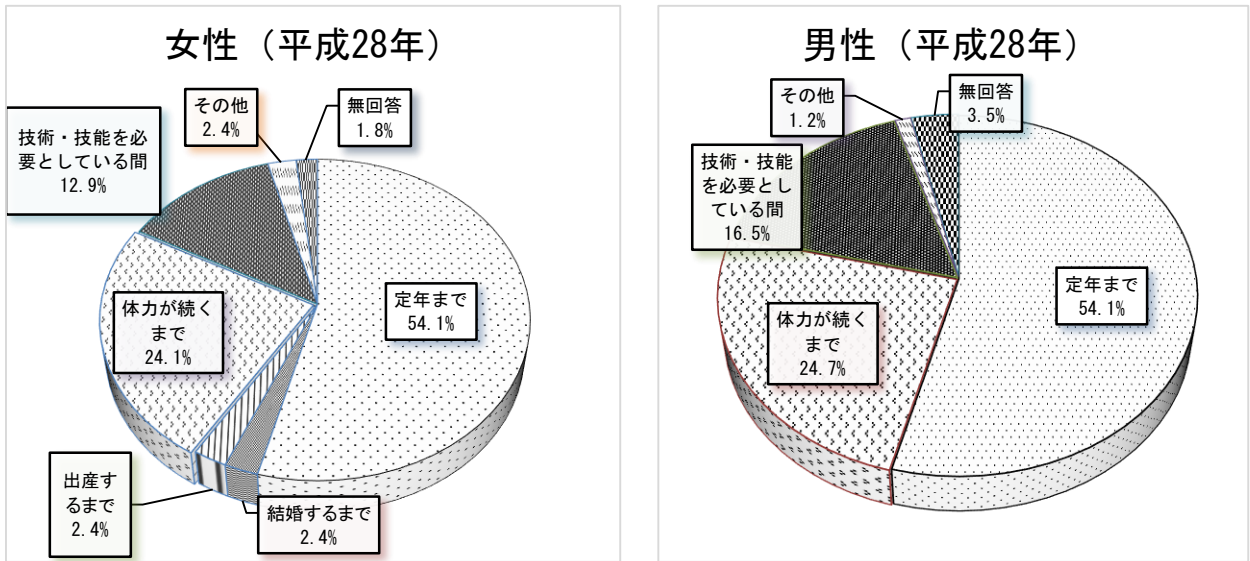 女性（平成28年）
その他
2.4%
無回答
1.8%
技術・技能を必
要としている間
12.9%
定年まで
54.1%
体力が続く
まで
24.1%
出産す
るまで
2.4%
結婚するまで
2.4%
男性（平成28年）
その他
1.2%
無回答
3.5%
技術・技能
を必要とし
ている間
16.5%
定年まで
54.1%
体力が続く
まで
24.7%